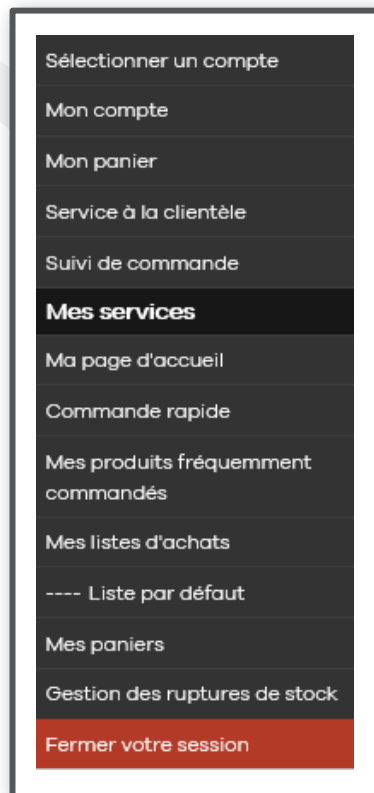 Sélectionner un compte
Mon compte
Mon panier
Service à la clientèle
Suivi de commande
Mes services
Ma page d'accueil
Commande rapide
Mes produits fréquemment
commandés
Mes listes d'achats
---- Liste par défaut
Mes paniers
Gestion des ruptures de stock
Fermer votre session